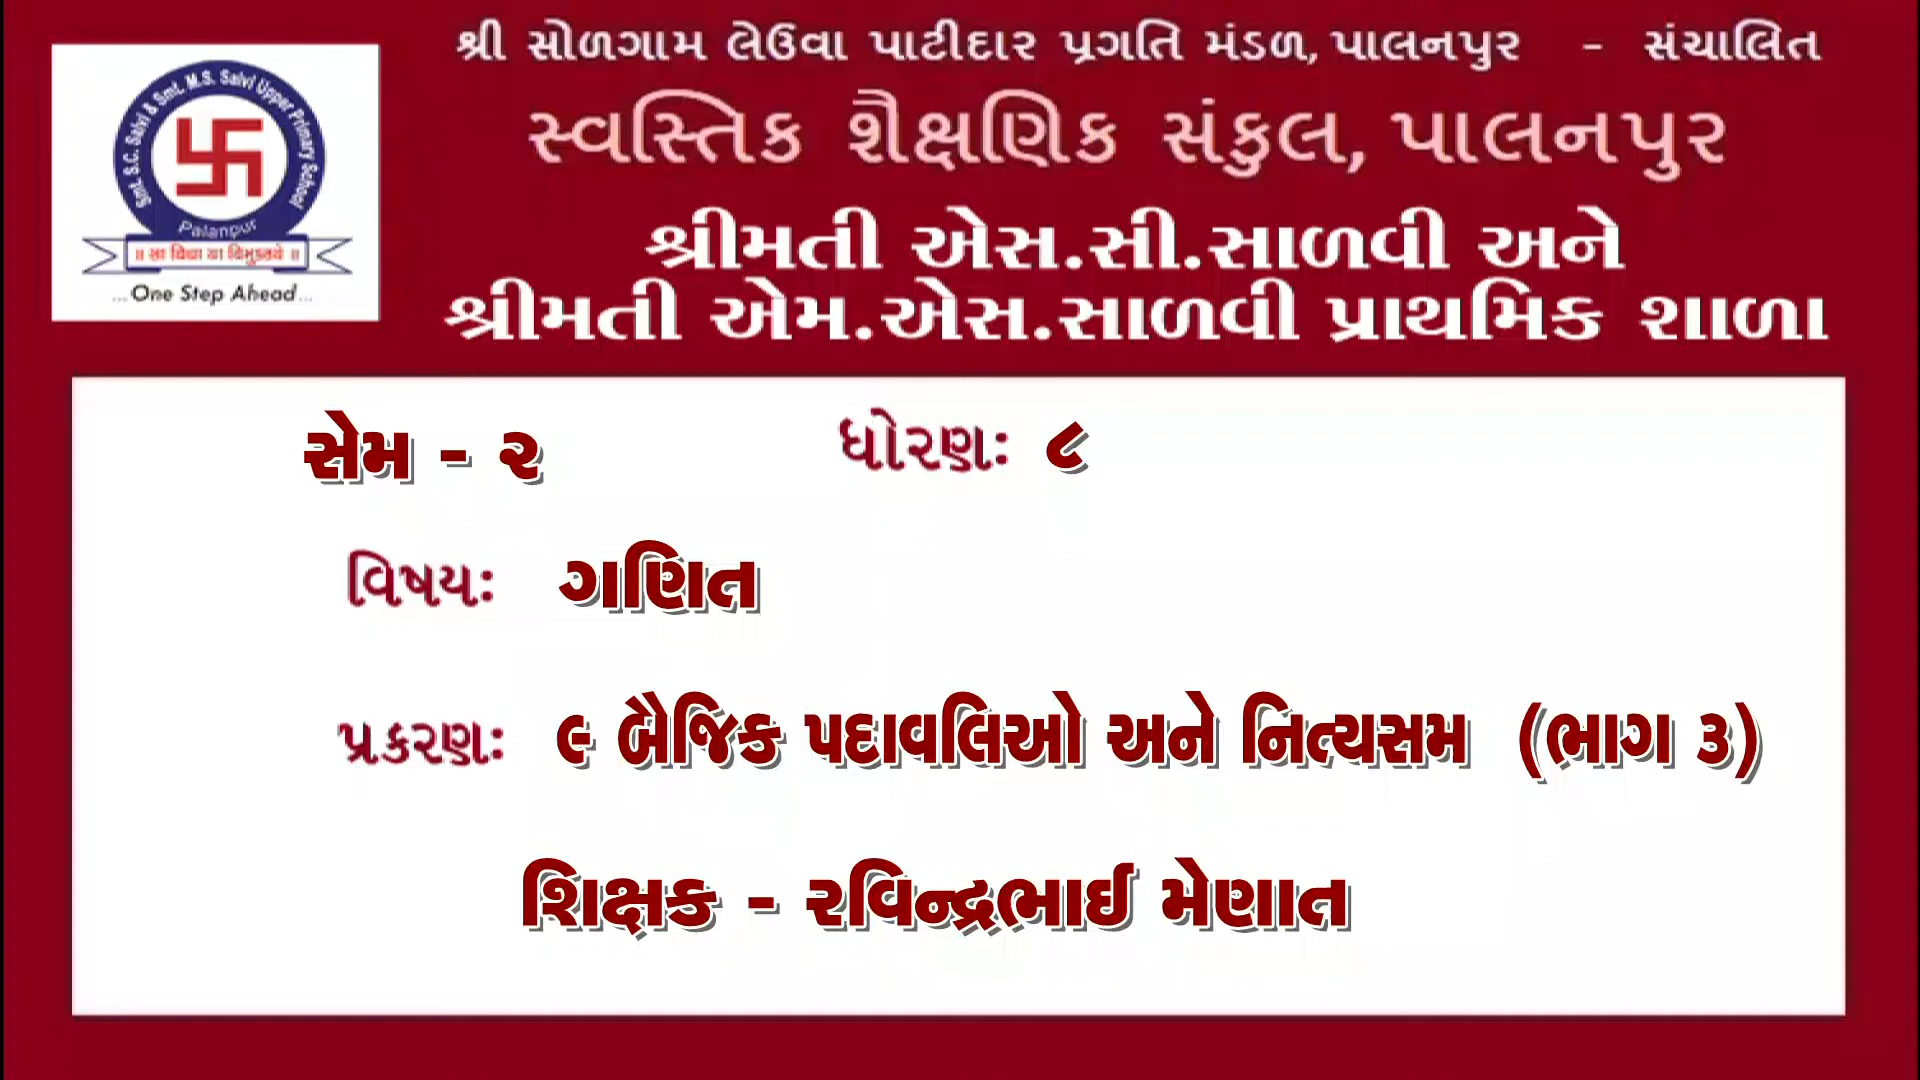 શ્રી સોળગામ લેઉવા પાટીદાર પ્રગતિ મંડળ, પાલનપુર - સંચાલિત
સ્વસ્તિક શૈક્ષણિક સંકુલ, પાલનપુર
શ્રીમતી એસ.સી.સાળવી અને
શ્રીમતી એમ.એસ.સાળવી પ્રાથમિક શાળા
Smt. S.C. Salvi & Smt. M.S. Salvi Upper Primary School
Palanpur
॥ सा विद्या या विमुक्तये ॥
...One Step Ahead...
સેમ - ૨ ધોરણઃ ૮
વિષયઃ ગણિત
પ્રકરણઃ ૯ બૈજિક પદાવલિઓ અને નિત્યસમ (ભાગ ૩)
શિક્ષક - રવિન્દ્રભાઈ મેણાત